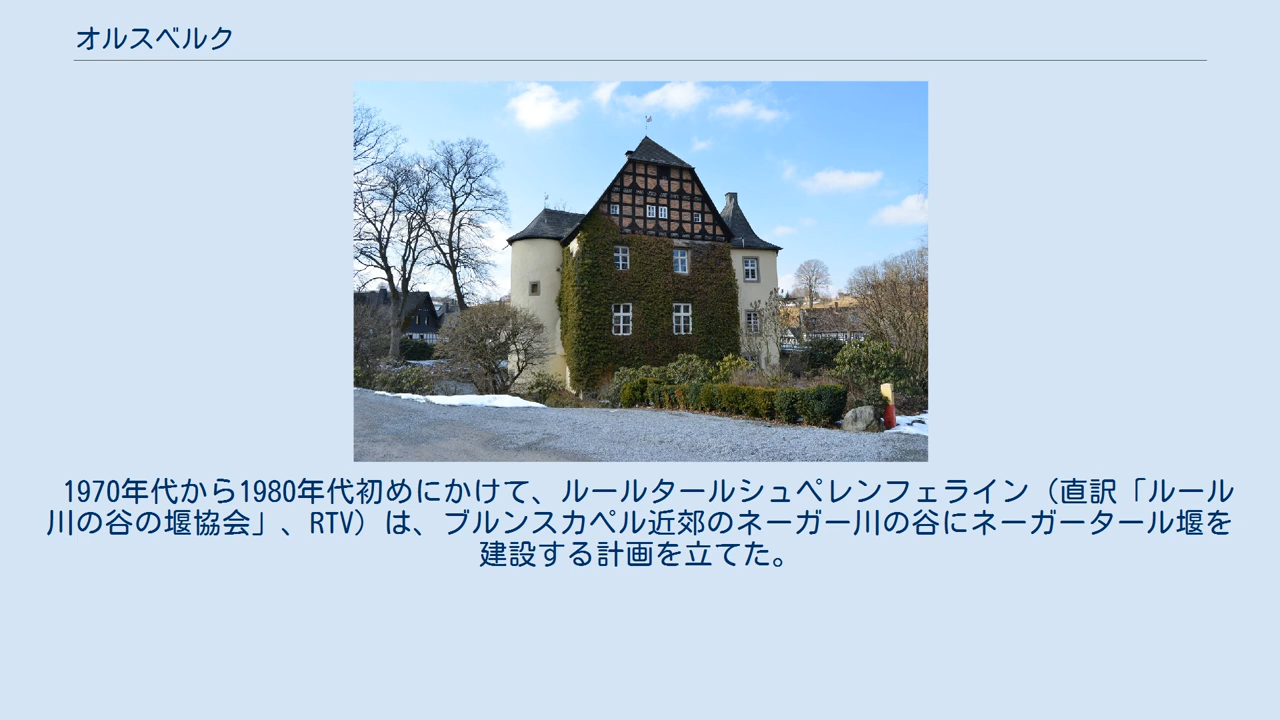 オルスベルク
1970年代から1980年代初めにかけて、ルールタールシュペレンフェライン（直訳「ルール
川の谷の堰協会」、RTV）は、ブルンスカペル近郊のネーガー川の谷にネーガータール堰を
建設する計画を立てた。